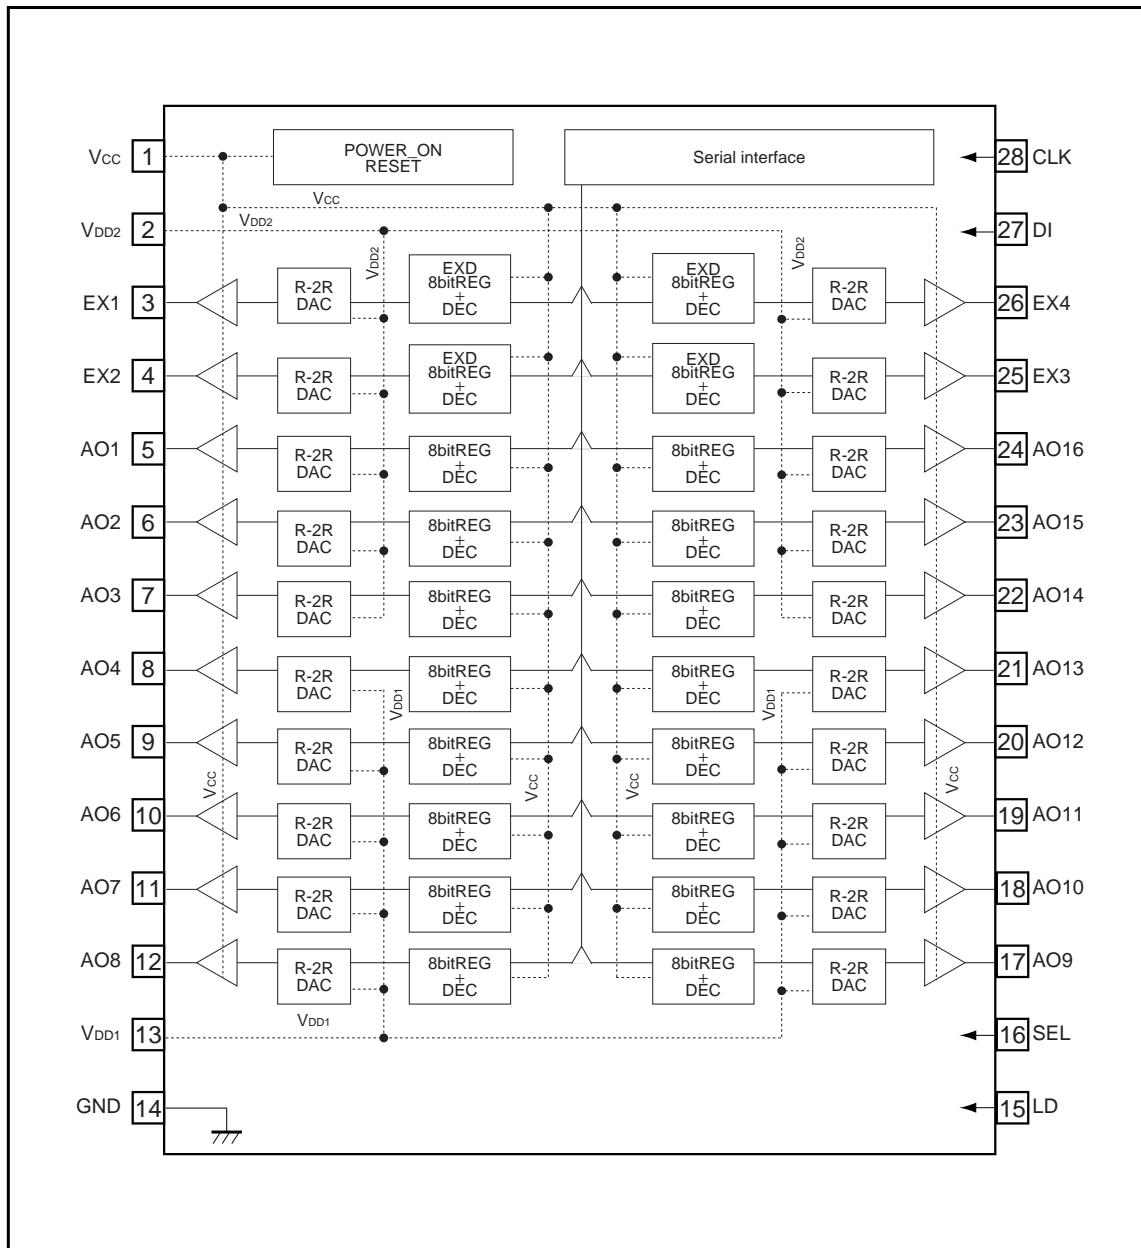 VCC 1
POWER_ON
RESET
Serial interface
28 CLK
VCC
VDD2 2
VDD2
VDD2
VDD2
27 DI
EX1 3
R-2R
DAC
EXD
8bitREG
+
DEC
EXD
8bitREG
+
DEC
R-2R
DAC
26 EX4
EX2 4
R-2R
DAC
EXD
8bitREG
+
DEC
EXD
8bitREG
+
DEC
R-2R
DAC
25 EX3
AO1 5
R-2R
DAC
8bitREG
+
DEC
8bitREG
+
DEC
R-2R
DAC
24 AO16
AO2 6
R-2R
DAC
8bitREG
+
DEC
8bitREG
+
DEC
R-2R
DAC
23 AO15
AO3 7
R-2R
DAC
8bitREG
+
DEC
8bitREG
+
DEC
R-2R
DAC
22 AO14
AO4 8
R-2R
DAC
VDD1
8bitREG
+
DEC
8bitREG
+
DEC
VDD1
R-2R
DAC
21 AO13
AO5 9
R-2R
DAC
8bitREG
+
DEC
8bitREG
+
DEC
R-2R
DAC
20 AO12
VCC
VCC
VCC
VCC
AO6 10
R-2R
DAC
8bitREG
+
DEC
8bitREG
+
DEC
R-2R
DAC
19 AO11
AO7 11
R-2R
DAC
8bitREG
+
DEC
8bitREG
+
DEC
R-2R
DAC
18 AO10
AO8 12
R-2R
DAC
8bitREG
+
DEC
8bitREG
+
DEC
R-2R
DAC
17 AO9
VDD1 13
VDD1
16 SEL
GND 14
15 LD